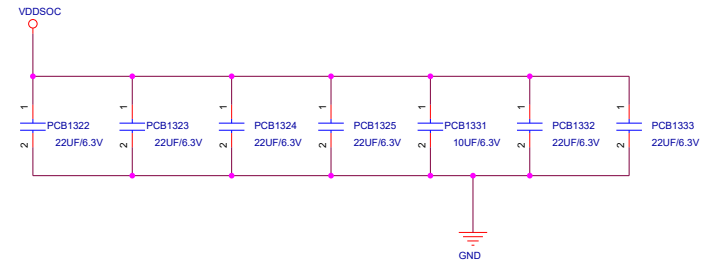 VDDSOC
1 1 1 1 1 1 1
PCB1322 PCB1323 PCB1324 PCB1325 PCB1331 PCB1332 PCB1333
2 2 2 2 2 2 2
22UF/6.3V 22UF/6.3V 22UF/6.3V 22UF/6.3V 10UF/6.3V 22UF/6.3V 22UF/6.3V
GND